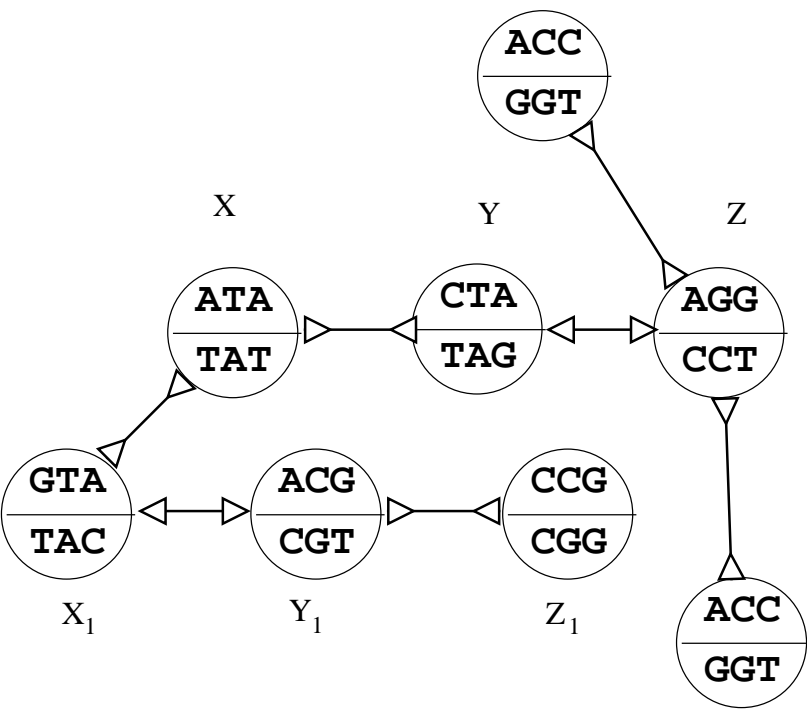 ACC
GGT
X
Y
Z
ATA
TAT
CTA
TAG
AGG
CCT
GTA
TAC
ACG
CGT
CCG
CGG
X1
Y1
Z1
ACC
GGT